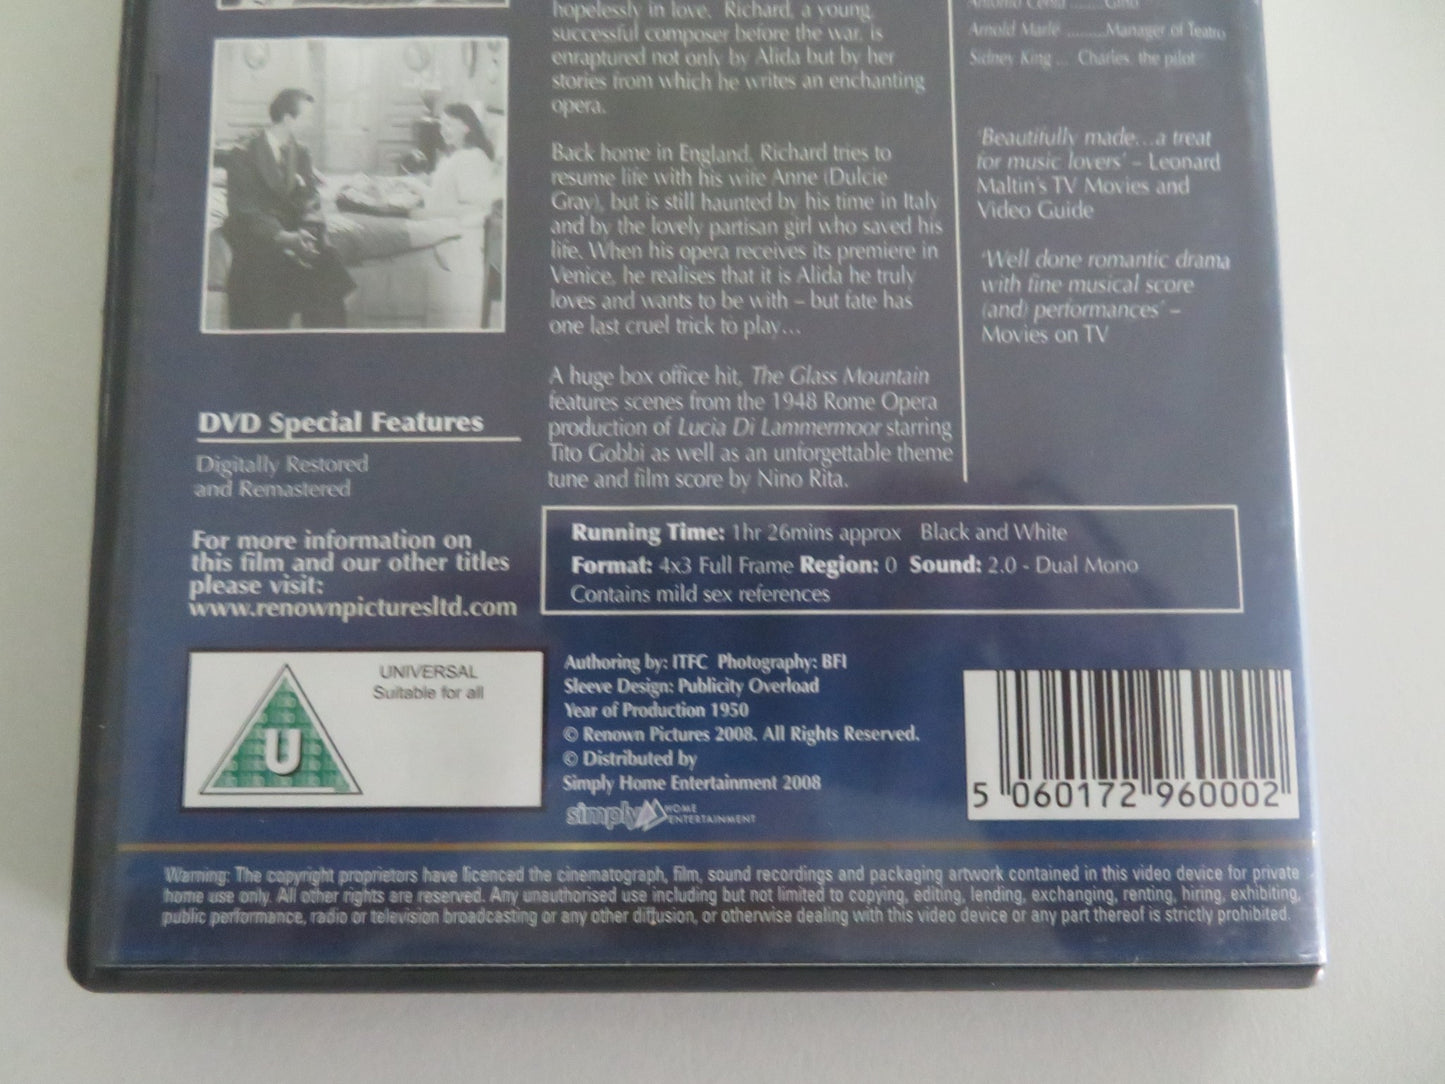 hopelessly in love. Richard, a young
successful composer before the war, is
enraptured not only by Alida but by her
stories from which he writes an enchanting
opera.
Back home in England, Richard tries to
resume life with his wife Anne (Dulcie
Gray), but is still haunted by his time in Italy
and by the lovely partisan girl who saved his
life. When his opera receives its premiere in
Venice, he realises that it is Alida he truly
loves and wants to be with – but fate has
one last cruel trick to play...
A huge box office hit, The Glass Mountain
features scenes from the 1948 Rome Opera
production of Lucia Di Lammermoor starring
Tito Gobbi as well as an unforgettable theme
tune and film score by Nino Rita.
Antonio Centa ........Gino
Arnold Marlé .........Manager of Teatro
Sidney King ... Charles, the pilot
'Beautifully made...a treat
for music lovers' – Leonard
Maltin's TV Movies and
Video Guide
'Well done romantic drama
with fine musical score
(and) performances' –
Movies on TV
DVD Special Features
Digitally Restored
and Remastered
For more information on
this film and our other titles
please visit:
www.renownpicturesltd.com
Running Time: 1hr 26mins approx Black and White
Format: 4x3 Full Frame Region: 0 Sound: 2.0 - Dual Mono
Contains mild sex references
UNIVERSAL
Suitable for all
U
Authoring by: ITFC Photography: BFI
Sleeve Design: Publicity Overload
Year of Production 1950
© Renown Pictures 2008. All Rights Reserved.
© Distributed by
Simply Home Entertainment 2008
simply HOME
ENTERTAINMENT
5 060172 960002
Warning: The copyright proprietors have licenced the cinematograph, film, sound recordings and packaging artwork contained in this video device for private
home use only. All other rights are reserved. Any unauthorised use including but not limited to copying, editing, lending, exchanging, renting, hiring, exhibiting,
public performance, radio or television broadcasting or any other diffusion, or otherwise dealing with this video device or any part thereof is strictly prohibited.